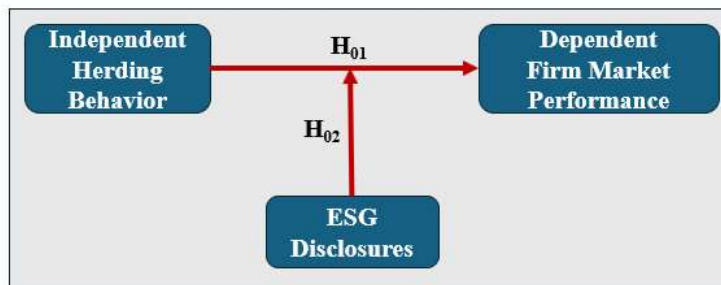 Independent
Herding
Behavior
H01
Dependent
Firm Market
Performance
H02
ESG
Disclosures